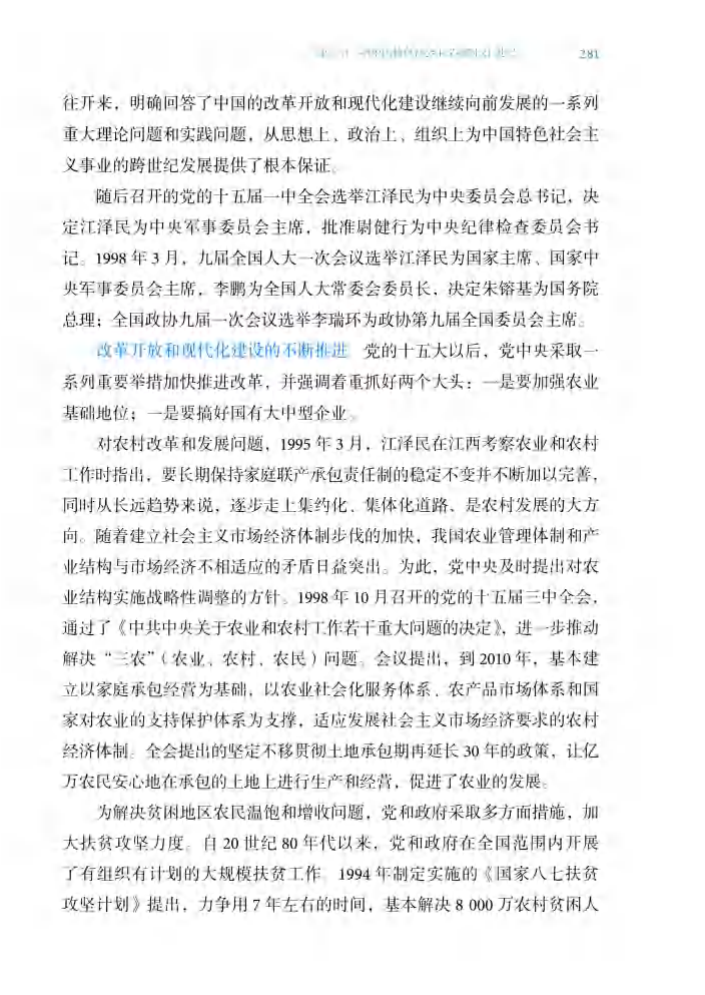 281
往开来，明确回答了中国的改革开放和现代化建设继续向前发展的一系列
重大理论问题和实践问题，从思想上、政治上、组织上为中国特色社会主
义事业的跨世纪发展提供了根本保证。
随后召开的党的十五届一中全会选举江泽民为中央委员会总书记，决
定江泽民为中央军事委员会主席，批准尉健行为中央纪律检查委员会书
记。1998 年 3 月，九届全国人大一次会议选举江泽民为国家主席、国家中
央军事委员会主席，李鹏为全国人大常委会委员长，决定朱镕基为国务院
总理；全国政协九届一次会议选举李瑞环为政协第九届全国委员会主席。
改革开放和现代化建设的不断推进 党的十五大以后，党中央采取一
系列重要举措加快推进改革，并强调着重抓好两个大头：一是要加强农业
基础地位；一是要搞好国有大中型企业。
对农村改革和发展问题，1995 年 3 月，江泽民在江西考察农业和农村
工作时指出，要长期保持家庭联产承包责任制的稳定不变并不断加以完善，
同时从长远趋势来说，逐步走上集约化、集体化道路，是农村发展的大方
向。随着建立社会主义市场经济体制步伐的加快，我国农业管理体制和产
业结构与市场经济不相适应的矛盾日益突出。为此，党中央及时提出对农
业结构实施战略性调整的方针。1998 年 10 月召开的党的十五届三中全会，
通过了《中共中央关于农业和农村工作若干重大问题的决定》，进一步推动
解决“三农”（农业、农村、农民）问题。会议提出，到 2010 年，基本建
立以家庭承包经营为基础，以农业社会化服务体系、农产品市场体系和国
家对农业的支持保护体系为支撑，适应发展社会主义市场经济要求的农村
经济体制。全会提出的坚定不移贯彻土地承包期再延长 30 年的政策，让亿
万农民安心地在承包的土地上进行生产和经营，促进了农业的发展。
为解决贫困地区农民温饱和增收问题，党和政府采取多方面措施，加
大扶贫攻坚力度。自 20 世纪 80 年代以来，党和政府在全国范围内开展
了有组织有计划的大规模扶贫工作。1994 年制定实施的《国家八七扶贫
攻坚计划》提出，力争用 7 年左右的时间，基本解决 8 000 万农村贫困人